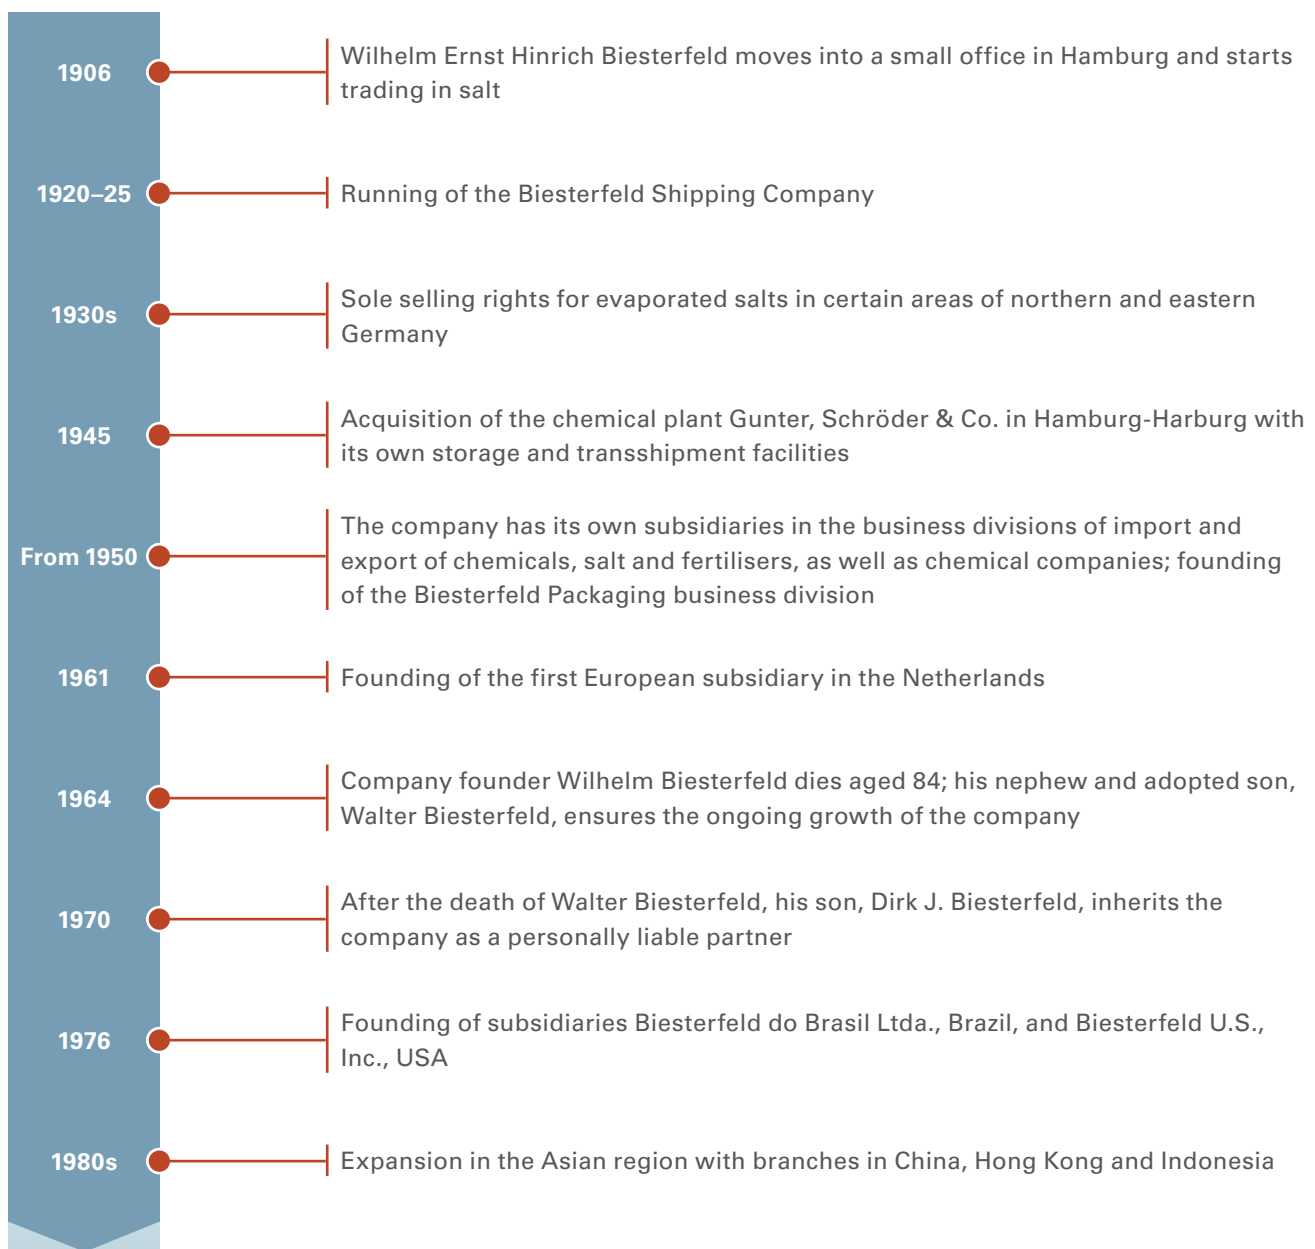 1906
Wilhelm Ernst Hinrich Biesterfeld moves into a small office in Hamburg and starts
trading in salt
1920–25
Running of the Biesterfeld Shipping Company
1930s
Sole selling rights for evaporated salts in certain areas of northern and eastern
Germany
1945
Acquisition of the chemical plant Gunter, Schröder & Co. in Hamburg-Harburg with
its own storage and transshipment facilities
From 1950
The company has its own subsidiaries in the business divisions of import and
export of chemicals, salt and fertilisers, as well as chemical companies; founding
of the Biesterfeld Packaging business division
1961
Founding of the first European subsidiary in the Netherlands
1964
Company founder Wilhelm Biesterfeld dies aged 84; his nephew and adopted son,
Walter Biesterfeld, ensures the ongoing growth of the company
1970
After the death of Walter Biesterfeld, his son, Dirk J. Biesterfeld, inherits the
company as a personally liable partner
1976
Founding of subsidiaries Biesterfeld do Brasil Ltda., Brazil, and Biesterfeld U.S.,
Inc., USA
1980s
Expansion in the Asian region with branches in China, Hong Kong and Indonesia